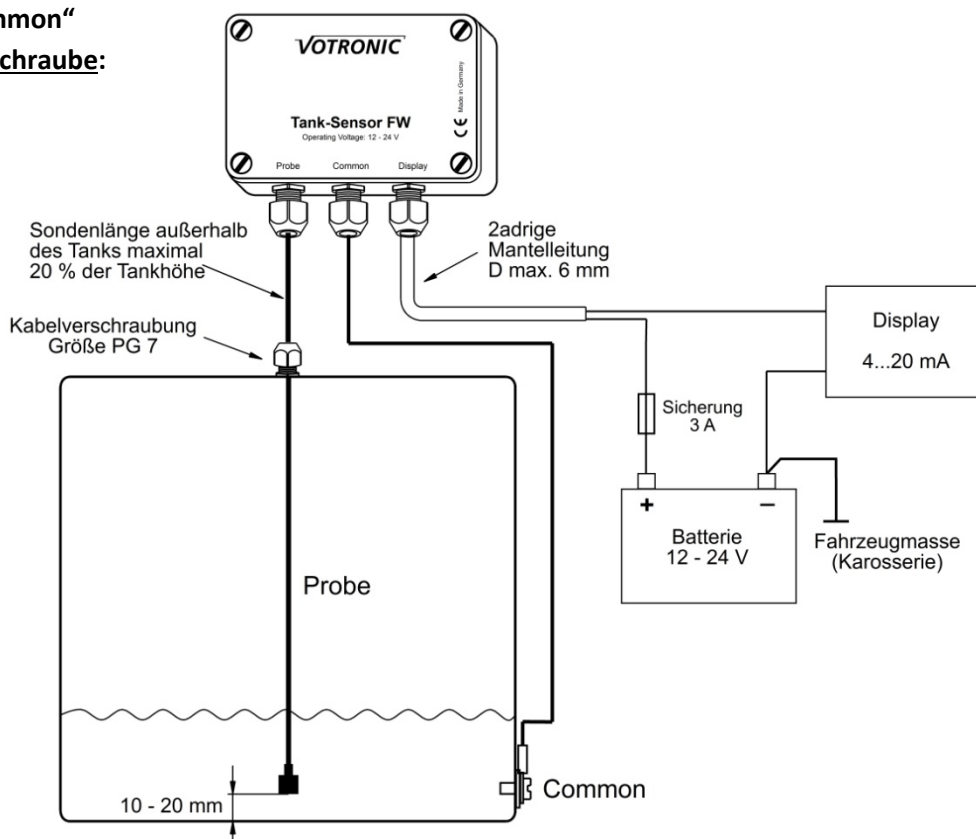 mmon“
chraube:
VOTRONIC
Made in Germany
CE
Tank-Sensor FW
Operating Voltage: 12 - 24 V
Probe Common Display
Sondenlänge außerhalb
des Tanks maximal
20 % der Tankhöhe
2adrige
Mantelleitung
D max. 6 mm
Kabelverschraubung
Größe PG 7
Display
4...20 mA
Sicherung
3 A
+ −
Batterie
12 - 24 V
Fahrzeugmasse
(Karosserie)
Probe
10 - 20 mm
Common